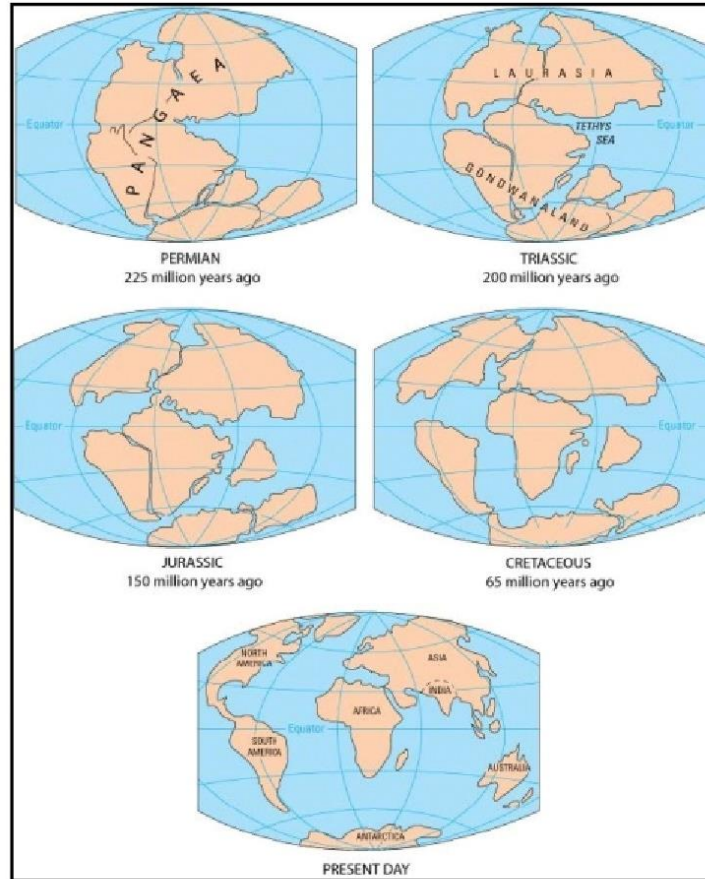 PANGAEA
Equator
PERMIAN
225 million years ago
LAURASIA
TETHYS
SEA
Equator
GONDWANALAND
TRIASSIC
200 million years ago
Equator
JURASSIC
150 million years ago
Equator
CRETACEOUS
65 million years ago
NORTH
AMERICA
ASIA
INDIA
AFRICA
Equator
SOUTH
AMERICA
AUSTRALIA
ANTARCTICA
PRESENT DAY